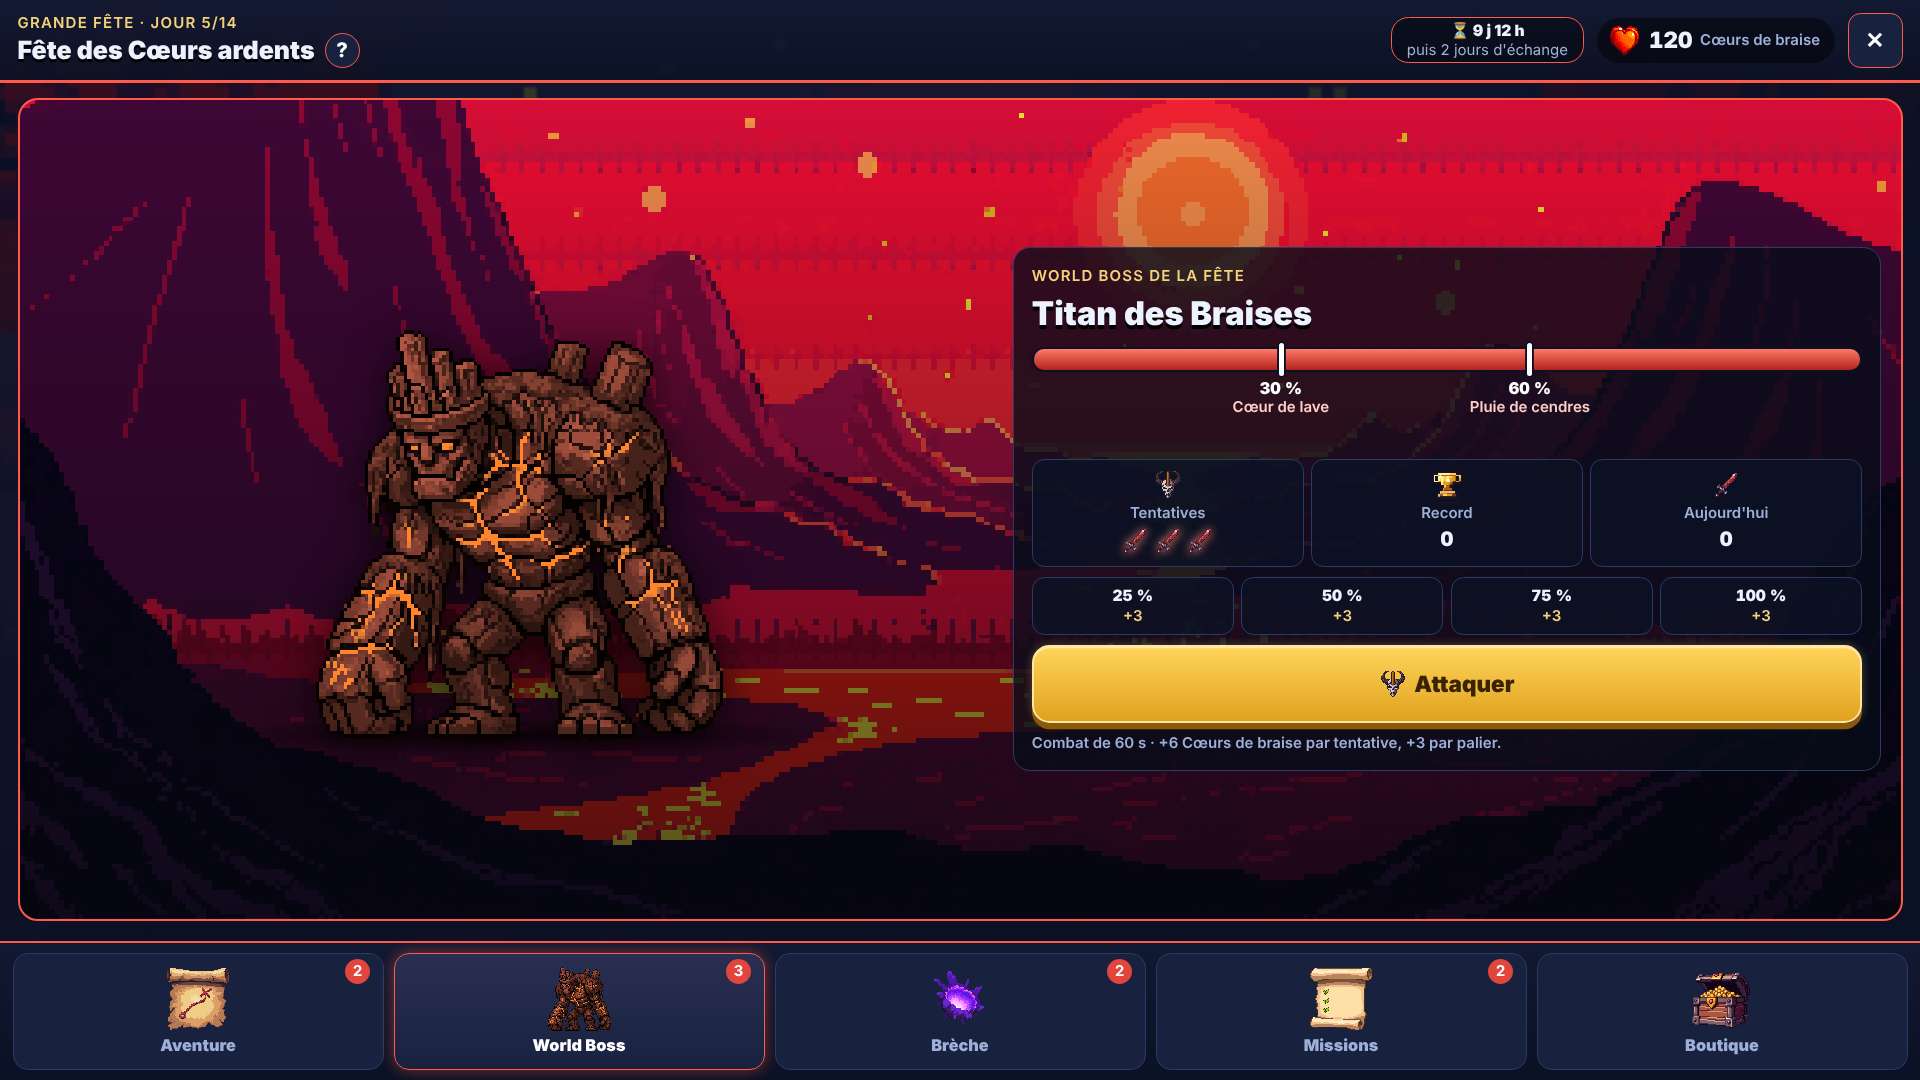 GRANDE FÊTE · JOUR 5/14
Fête des Cœurs ardents
?
⏳ 9 j 12 h
puis 2 jours d'échange
120 Cœurs de braise
✕
WORLD BOSS DE LA FÊTE
Titan des Braises
30 %
Cœur de lave
60 %
Pluie de cendres
Tentatives
Record
0
Aujourd'hui
0
25 %
+3
50 %
+3
75 %
+3
100 %
+3
Attaquer
Combat de 60 s · +6 Cœurs de braise par tentative, +3 par palier.
2
Aventure
3
World Boss
2
Brèche
2
Missions
Boutique